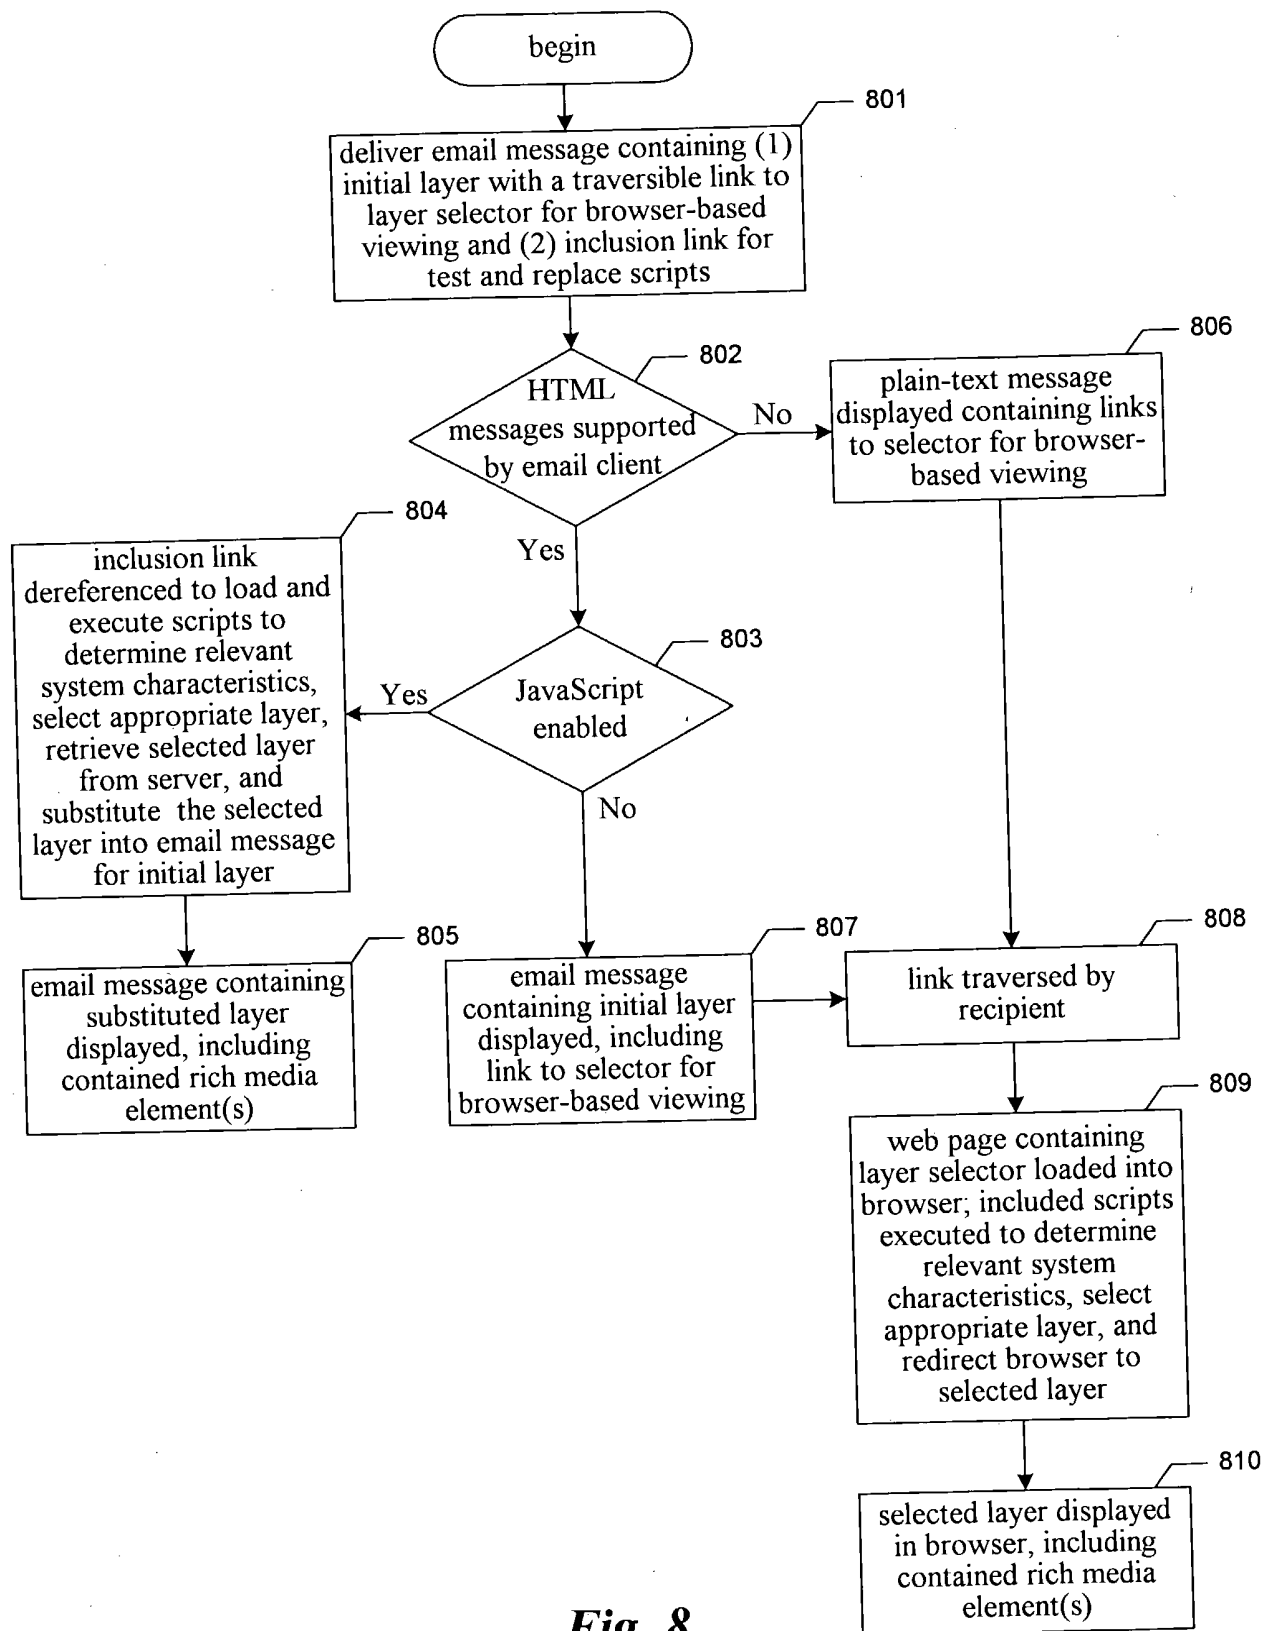 begin
801
deliver email message containing (1)
initial layer with a traversible link to
layer selector for browser-based
viewing and (2) inclusion link for
test and replace scripts
802
HTML
messages supported
by email client
No
806
plain-text message
displayed containing links
to selector for browser-
based viewing
Yes
804
inclusion link
dereferenced to load and
execute scripts to
determine relevant
system characteristics,
select appropriate layer,
retrieve selected layer
from server, and
substitute the selected
layer into email message
for initial layer
803
JavaScript
enabled
Yes
No
805
email message containing
substituted layer
displayed, including
contained rich media
element(s)
807
email message
containing initial layer
displayed, including
link to selector for
browser-based viewing
808
link traversed by
recipient
809
web page containing
layer selector loaded into
browser; included scripts
executed to determine
relevant system
characteristics, select
appropriate layer, and
redirect browser to
selected layer
810
selected layer displayed
in browser, including
contained rich media
element(s)
Fig. 8